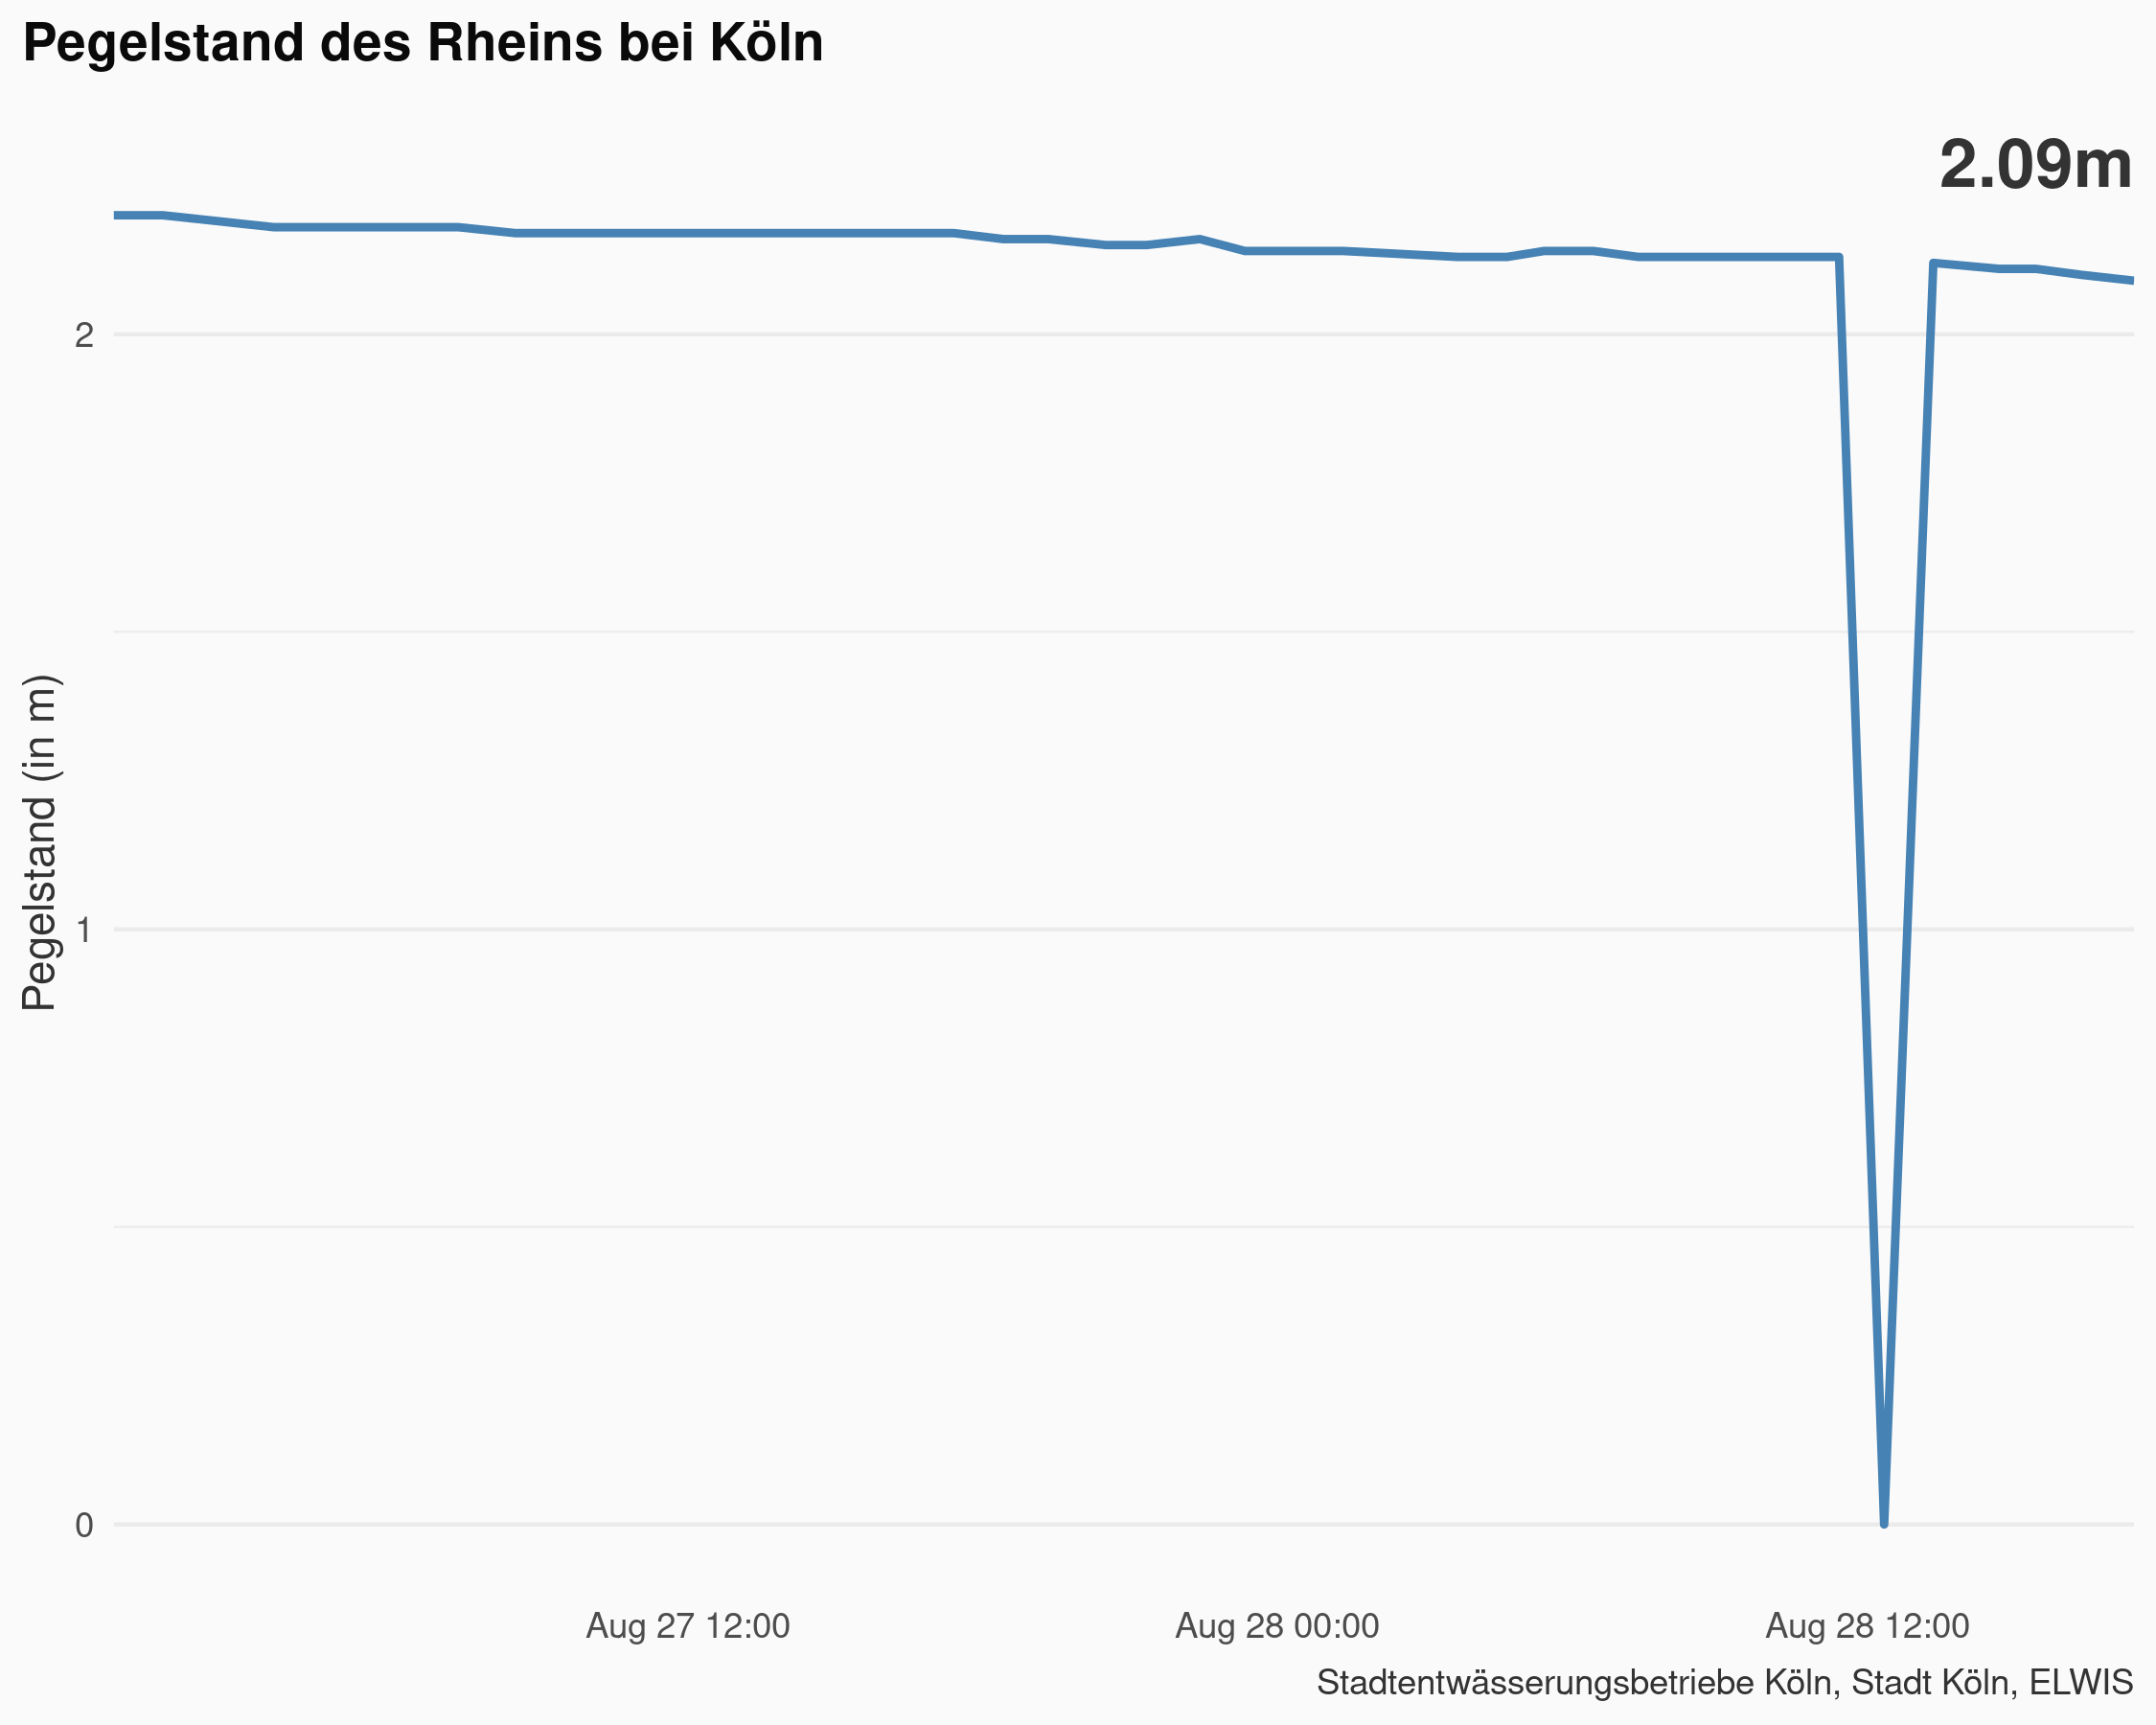 Pegelstand des Rheins bei Köln
2.09m
Pegelstand (in m)
2
1
0
Aug 27 12:00
Aug 28 00:00
Aug 28 12:00
Stadtentwässerungsbetriebe Köln, Stadt Köln, ELWIS